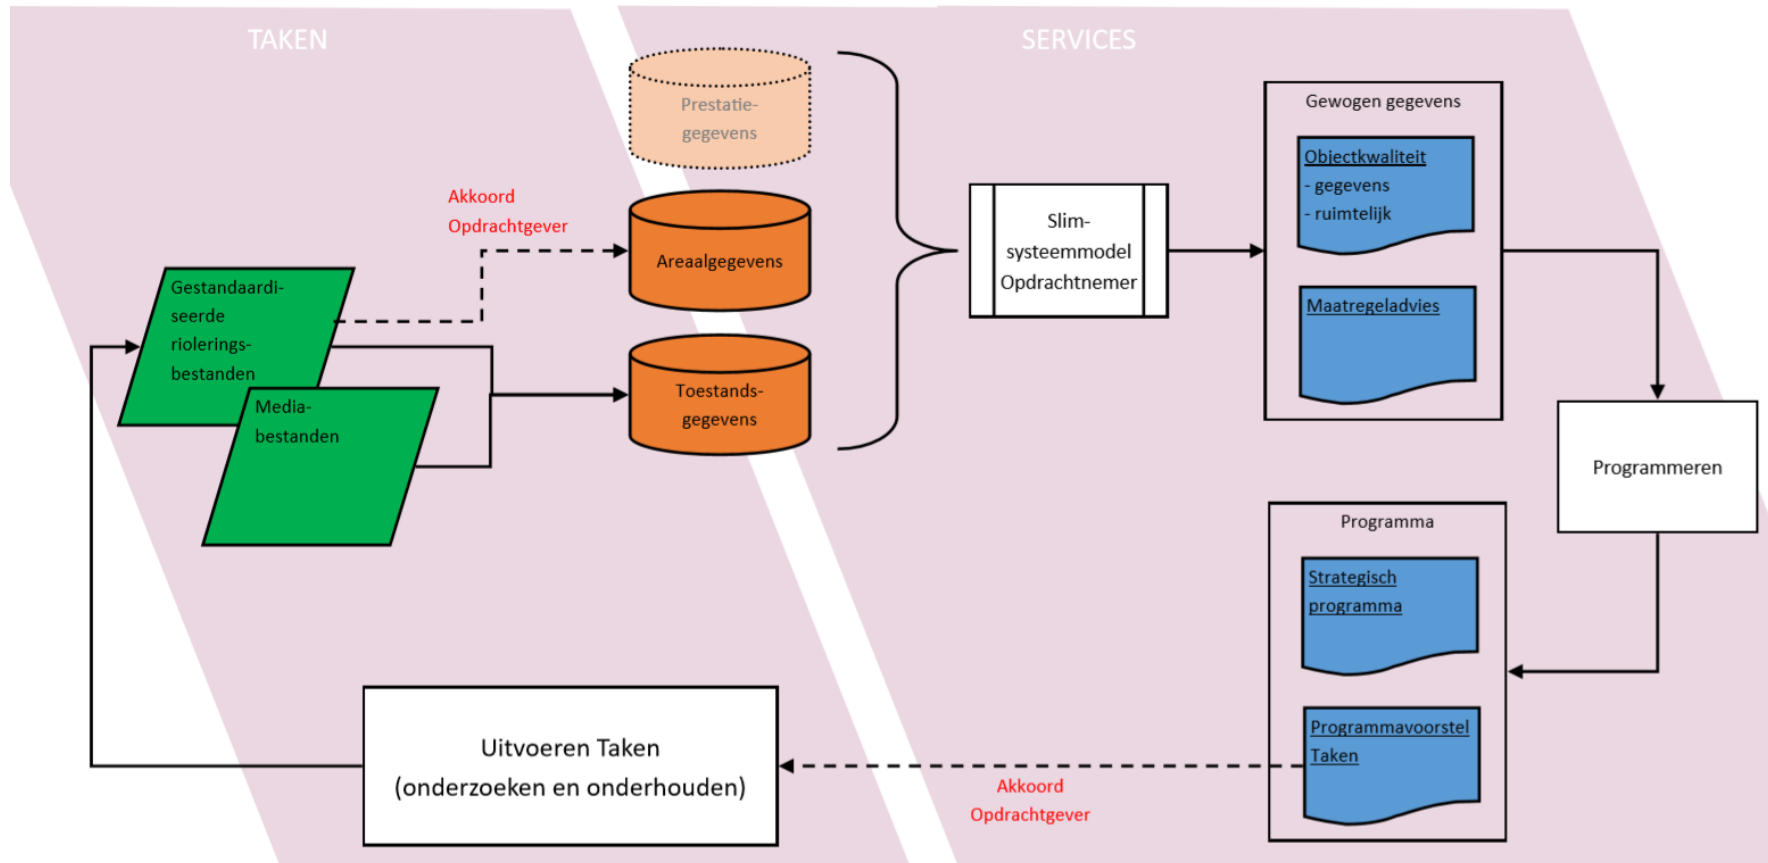 TAKEN
SERVICES
Prestatie-
gegevens
Akkoord
Opdrachtgever
Areaalgegevens
Gestandaardi-
seerde
riolerings-
bestanden
Media-
bestanden
Toestands-
gegevens
Slim-
systeemmodel
Opdrachtnemer
Gewogen gegevens
Objectkwaliteit
- gegevens
- ruimtelijk
Maatregeladvies
Programmeren
Programma
Strategisch
programma
Programmavoorstel
Taken
Akkoord
Opdrachtgever
Uitvoeren Taken
(onderzoeken en onderhouden)